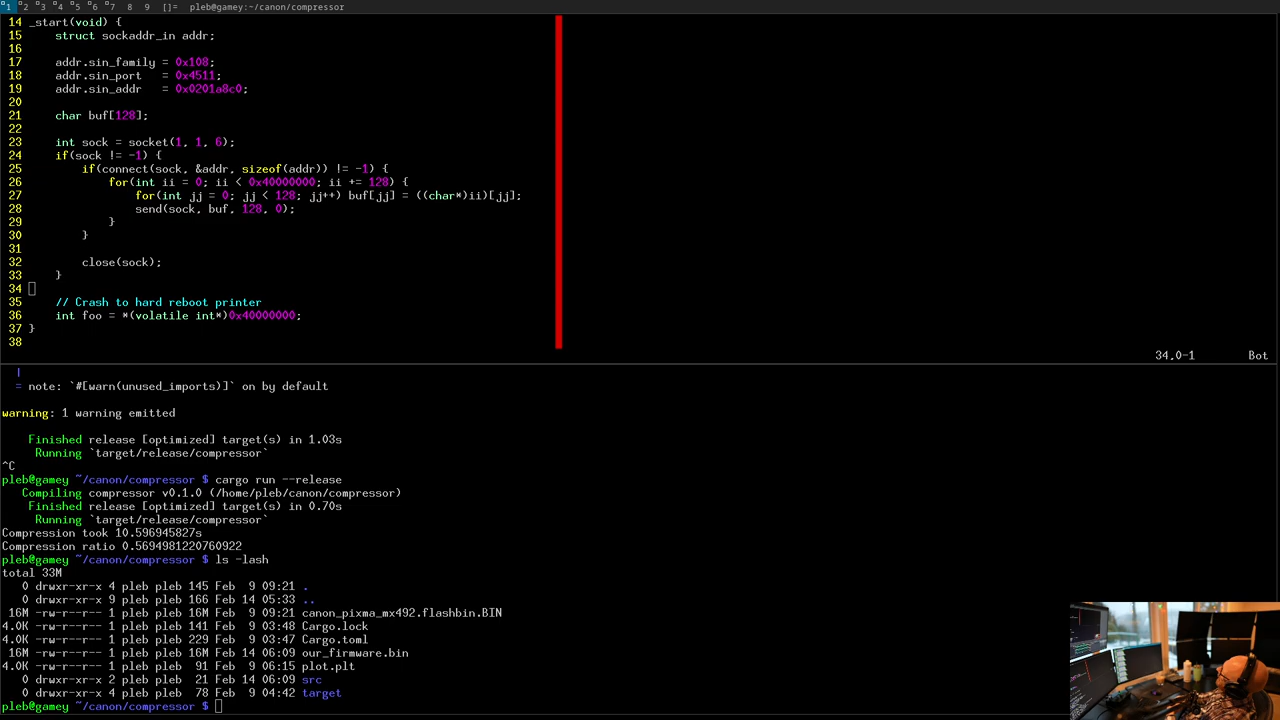 1 2 3 4 5 6 7 8 9 []= pleb@gamey:~/canon/compressor
14 _start(void) {
15     struct sockaddr_in addr;
16
17     addr.sin_family = 0x108;
18     addr.sin_port   = 0x4511;
19     addr.sin_addr   = 0x0201a8c0;
20
21     char buf[128];
22
23     int sock = socket(1, 1, 6);
24     if(sock != -1) {
25         if(connect(sock, &addr, sizeof(addr)) != -1) {
26             for(int ii = 0; ii < 0x40000000; ii += 128) {
27                 for(int jj = 0; jj < 128; jj++) buf[jj] = ((char*)ii)[jj];
28                 send(sock, buf, 128, 0);
29             }
30         }
31
32         close(sock);
33     }
34
35     // Crash to hard reboot printer
36     int foo = *(volatile int*)0x40000000;
37 }
38
34,0-1 Bot
|
= note: `#[warn(unused_imports)]` on by default
warning: 1 warning emitted
Finished release [optimized] target(s) in 1.03s
Running `target/release/compressor`
^C
pleb@gamey ~/canon/compressor $ cargo run --release
Compiling compressor v0.1.0 (/home/pleb/canon/compressor)
Finished release [optimized] target(s) in 0.70s
Running `target/release/compressor`
Compression took 10.596945827s
Compression ratio 0.5694981220760922
pleb@gamey ~/canon/compressor $ ls -lash
total 33M
0 drwxr-xr-x 4 pleb pleb 145 Feb  9 09:21 .
0 drwxr-xr-x 9 pleb pleb 166 Feb 14 05:33 ..
16M -rw-r--r-- 1 pleb pleb 16M Feb  9 09:21 canon_pixma_mx492.flashbin.BIN
4.0K -rw-r--r-- 1 pleb pleb 141 Feb  9 03:48 Cargo.lock
4.0K -rw-r--r-- 1 pleb pleb 229 Feb  9 03:47 Cargo.toml
16M -rw-r--r-- 1 pleb pleb 16M Feb 14 06:09 our_firmware.bin
4.0K -rw-r--r-- 1 pleb pleb  91 Feb  9 06:15 plot.plt
0 drwxr-xr-x 2 pleb pleb  21 Feb 14 06:09 src
0 drwxr-xr-x 4 pleb pleb  78 Feb  9 04:42 target
pleb@gamey ~/canon/compressor $